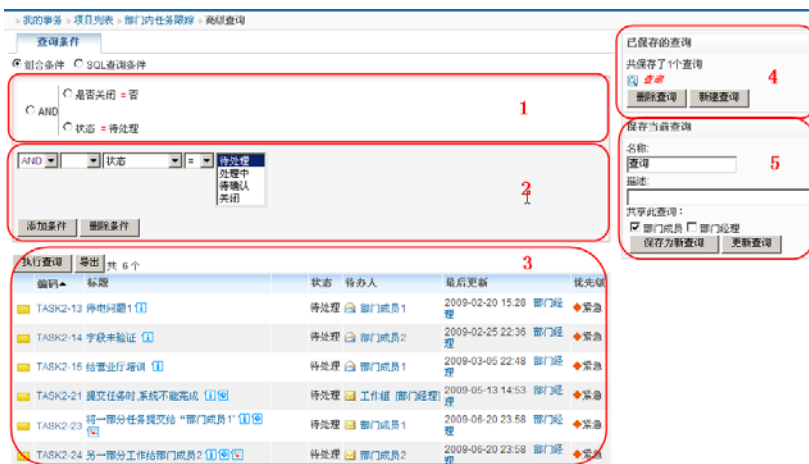 » 我的事务 » 项目列表 » 部门内任务跟踪 » 高级查询
查询条件
组合条件 SQL查询条件
AND
是否关闭 = 否
状态 = 待处理
1
AND 状态 = 待处理
处理中
待确认
关闭
2
添加条件 删除条件
执行查询 导出 共 6个
3
编码 标题 状态 待办人 最后更新 优先级
TASK2-13 停电问题1 待处理 部门成员1 2009-02-20 15:28 部门经理 紧急
TASK2-14 字段未验证 待处理 部门成员2 2009-02-25 22:36 部门经理 紧急
TASK2-15 给营业厅培训 待处理 部门成员1 2009-03-05 22:48 部门经理 紧急
TASK2-21 提交任务时,系统不能完成 待处理 工作组 [部门经理] 2009-05-13 14:53 部门经理 紧急
TASK2-23 将一部分任务提交给 “部门成员1” 待处理 部门成员1 2009-06-20 23:58 部门经理 紧急
TASK2-24 另一部分工作给部门成员2 待处理 部门成员2 2009-06-20 23:58 部门经理 紧急
已保存的查询
共保存了1个查询
查询
4
删除查询 新建查询
保存当前查询
名称:
查询
5
描述:
共享此查询:
部门成员 部门经理
保存为新查询 更新查询